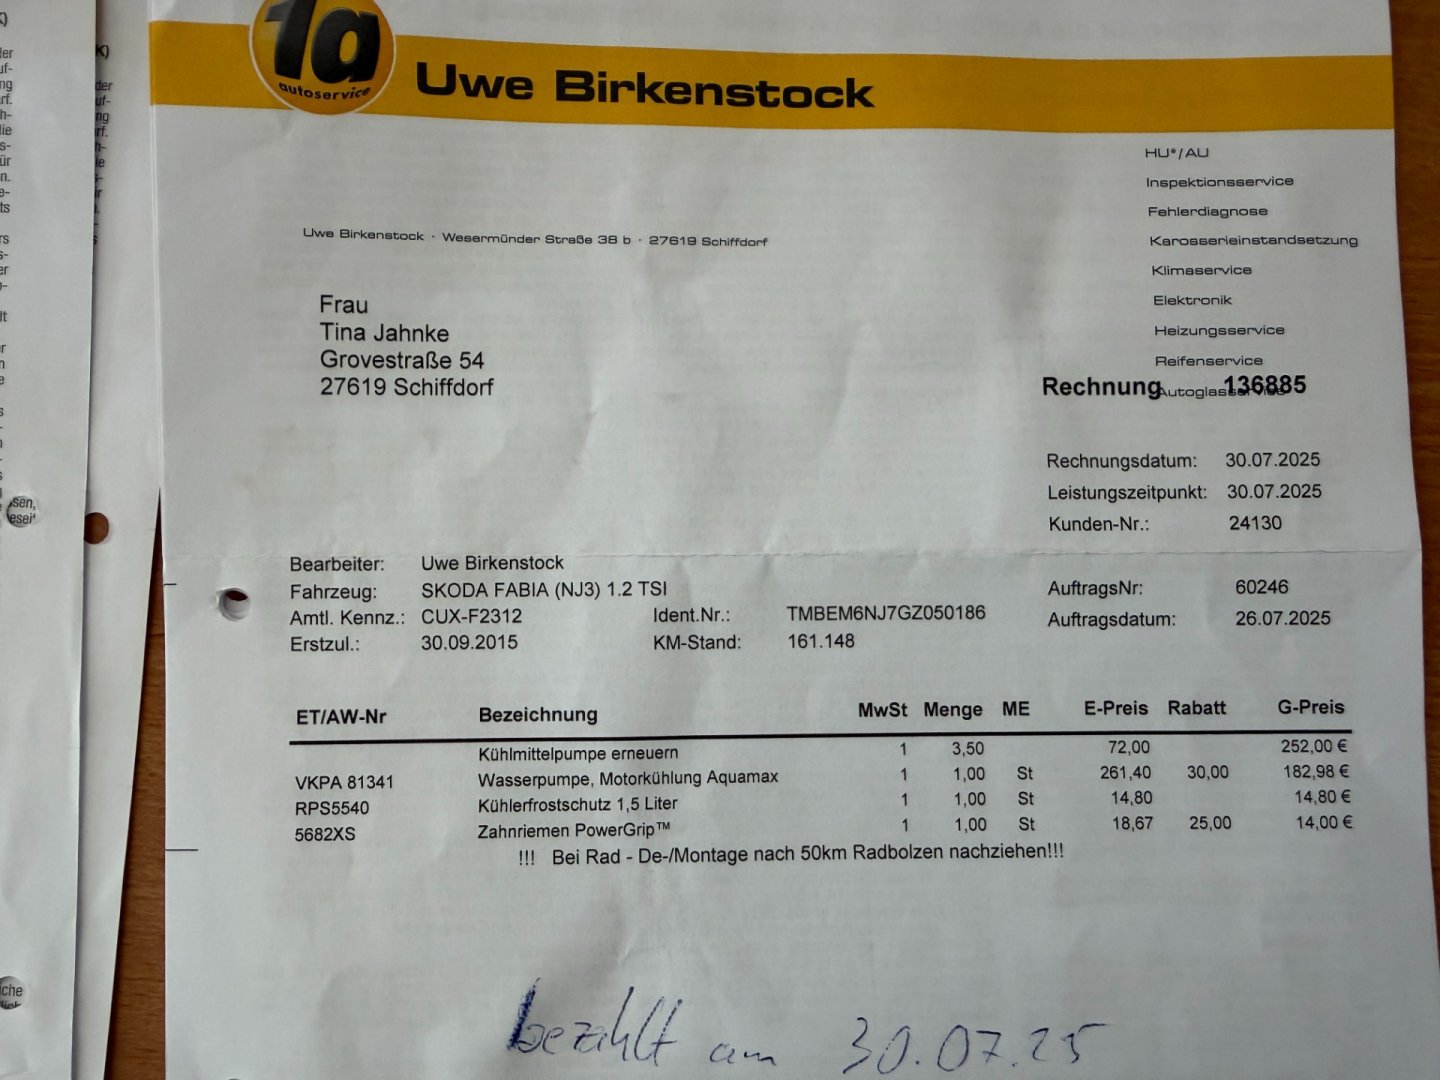 1a
autoservice
Uwe Birkenstock
HU*/AU
Inspektionsservice
Fehlerdiagnose
Karosserieinstandsetzung
Klimaservice
Elektronik
Heizungsservice
Reifenservice
Autoglasservice
Uwe Birkenstock · Wesermünder Straße 38 b · 27619 Schiffdorf
Frau
Tina Jahnke
Grovestraße 54
27619 Schiffdorf
Rechnung 136885
Rechnungsdatum: 30.07.2025
Leistungszeitpunkt: 30.07.2025
Kunden-Nr.: 24130
Bearbeiter: Uwe Birkenstock
Fahrzeug: SKODA FABIA (NJ3) 1.2 TSI
Amtl. Kennz.: CUX-F2312 Ident.Nr.: TMBEM6NJ7GZ050186
Erstzul.: 30.09.2015 KM-Stand: 161.148
AuftragsNr: 60246
Auftragsdatum: 26.07.2025
ET/AW-Nr Bezeichnung MwSt Menge ME E-Preis Rabatt G-Preis
Kühlmittelpumpe erneuern 1 3,50 72,00 252,00 €
VKPA 81341 Wasserpumpe, Motorkühlung Aquamax 1 1,00 St 261,40 30,00 182,98 €
RPS5540 Kühlerfrostschutz 1,5 Liter 1 1,00 St 14,80 14,80 €
5682XS Zahnriemen PowerGrip™ 1 1,00 St 18,67 25,00 14,00 €
!!! Bei Rad - De-/Montage nach 50km Radbolzen nachziehen!!!
bezahlt am 30.07.25